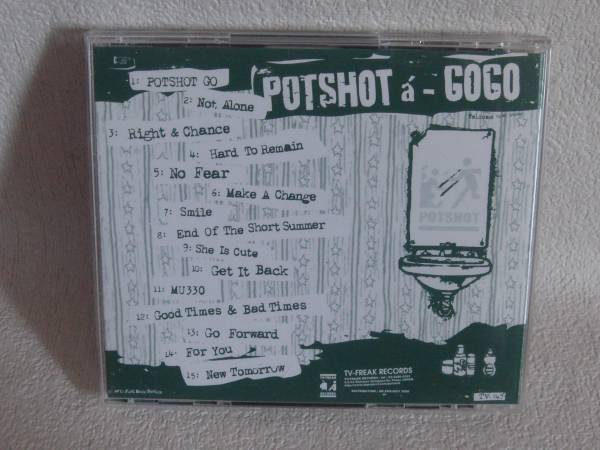 POTSHOT á - GOGO
1: POTSHOT GO
2: Not Alone
3: Right & Chance
4: Hard To Remain
5: No Fear
6: Make A Change
7: Smile
8: End Of The Short Summer
9: She Is Cute
10: Get It Back
11: MU330
12: Good Times & Bad Times
13: Go Forward
14: For You
15: New Tomorrow
POTSHOT
TV-FREAK RECORDS